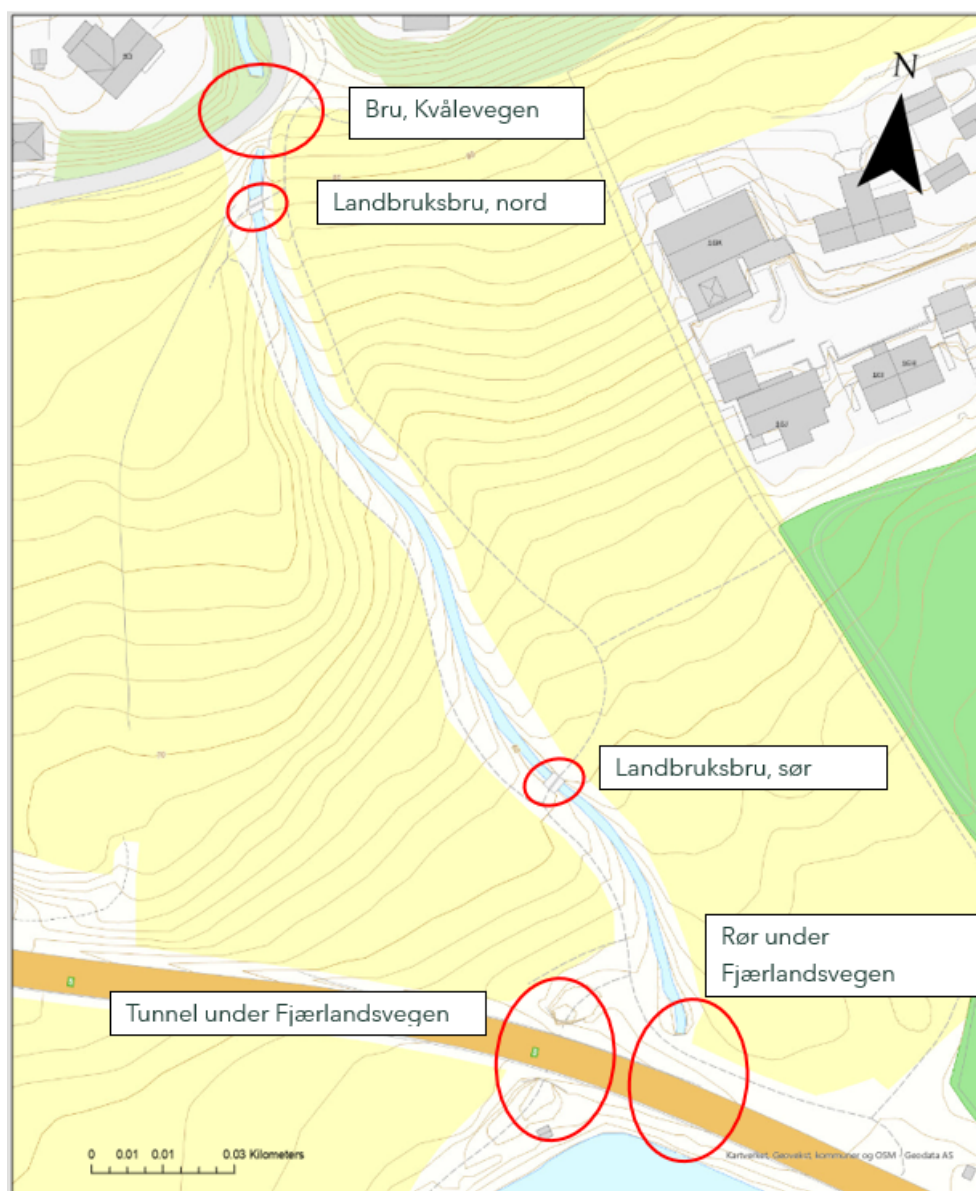 N
Bru, Kvålevegen
Landbruksbru, nord
Landbruksbru, sør
Rør under
Fjærlandsvegen
Tunnel under Fjærlandsvegen
0 0.01 0.01 0.03 Kilometers
Kartverket, Geovekst, kommuner og OSM - Geodata AS